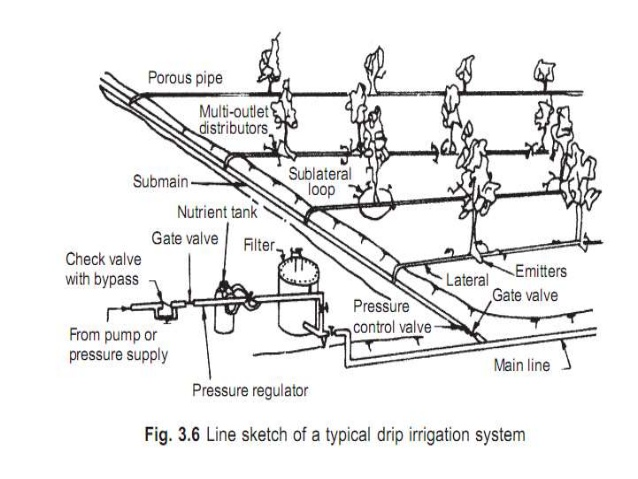 Porous pipe
Multi-outlet
distributors
Sublateral
loop
Submain
Nutrient tank
Gate valve
Filter
Check valve
with bypass
Lateral
Emitters
Gate valve
Pressure
control valve
From pump or
pressure supply
Main line
Pressure regulator
Fig. 3.6 Line sketch of a typical drip irrigation system